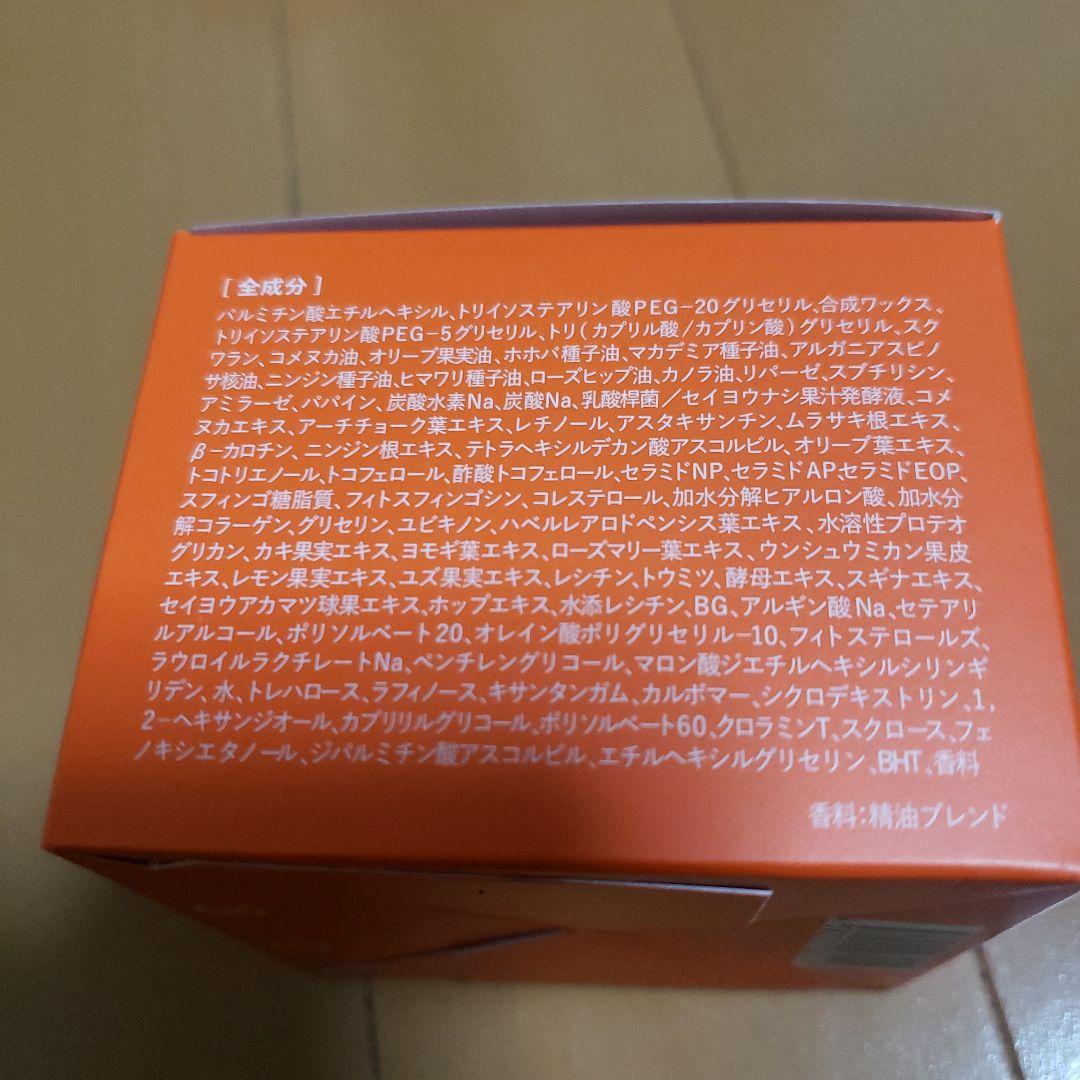 [全成分]
パルミチン酸エチルヘキシル、トリイソステアリン酸PEG-20グリセリル、合成ワックス、
トリイソステアリン酸PEG-5グリセリル、トリ(カプリル酸/カプリン酸)グリセリル、スク
ワラン、コメヌカ油、オリーブ果実油、ホホバ種子油、マカデミア種子油、アルガニアスピノ
サ核油、ニンジン種子油、ヒマワリ種子油、ローズヒップ油、カノラ油、リパーゼ、スブチリシン、
アミラーゼ、パパイン、炭酸水素Na、炭酸Na、乳酸桿菌/セイヨウナシ果汁発酵液、コメ
ヌカエキス、アーチチョーク葉エキス、レチノール、アスタキサンチン、ムラサキ根エキス、
β-カロチン、ニンジン根エキス、テトラヘキシルデカン酸アスコルビル、オリーブ葉エキス、
トコトリエノール、トコフェロール、酢酸トコフェロール、セラミドNP、セラミドAP、セラミドEOP、
スフィンゴ糖脂質、フィトスフィンゴシン、コレステロール、加水分解ヒアルロン酸、加水分
解コラーゲン、グリセリン、ユビキノン、ハベルレアロドペンシス葉エキス、水溶性プロテオ
グリカン、カキ果実エキス、ヨモギ葉エキス、ローズマリー葉エキス、ウンシュウミカン果皮
エキス、レモン果実エキス、ユズ果実エキス、レシチン、トウミツ、酵母エキス、スギナエキス、
セイヨウアカマツ球果エキス、ホップエキス、水添レシチン、BG、アルギン酸Na、セテアリ
ルアルコール、ポリソルベート20、オレイン酸ポリグリセリル-10、フィトステロールズ、
ラウロイルラクチレートNa、ペンチレングリコール、マロン酸ジエチルヘキシルシリンギ
リデン、水、トレハロース、ラフィノース、キサンタンガム、カルボマー、シクロデキストリン、1,
2-ヘキサンジオール、カプリリルグリコール、ポリソルベート60、クロラミンT、スクロース、フェ
ノキシエタノール、ジパルミチン酸アスコルビル、エチルヘキシルグリセリン、BHT、香料
香料:精油ブレンド